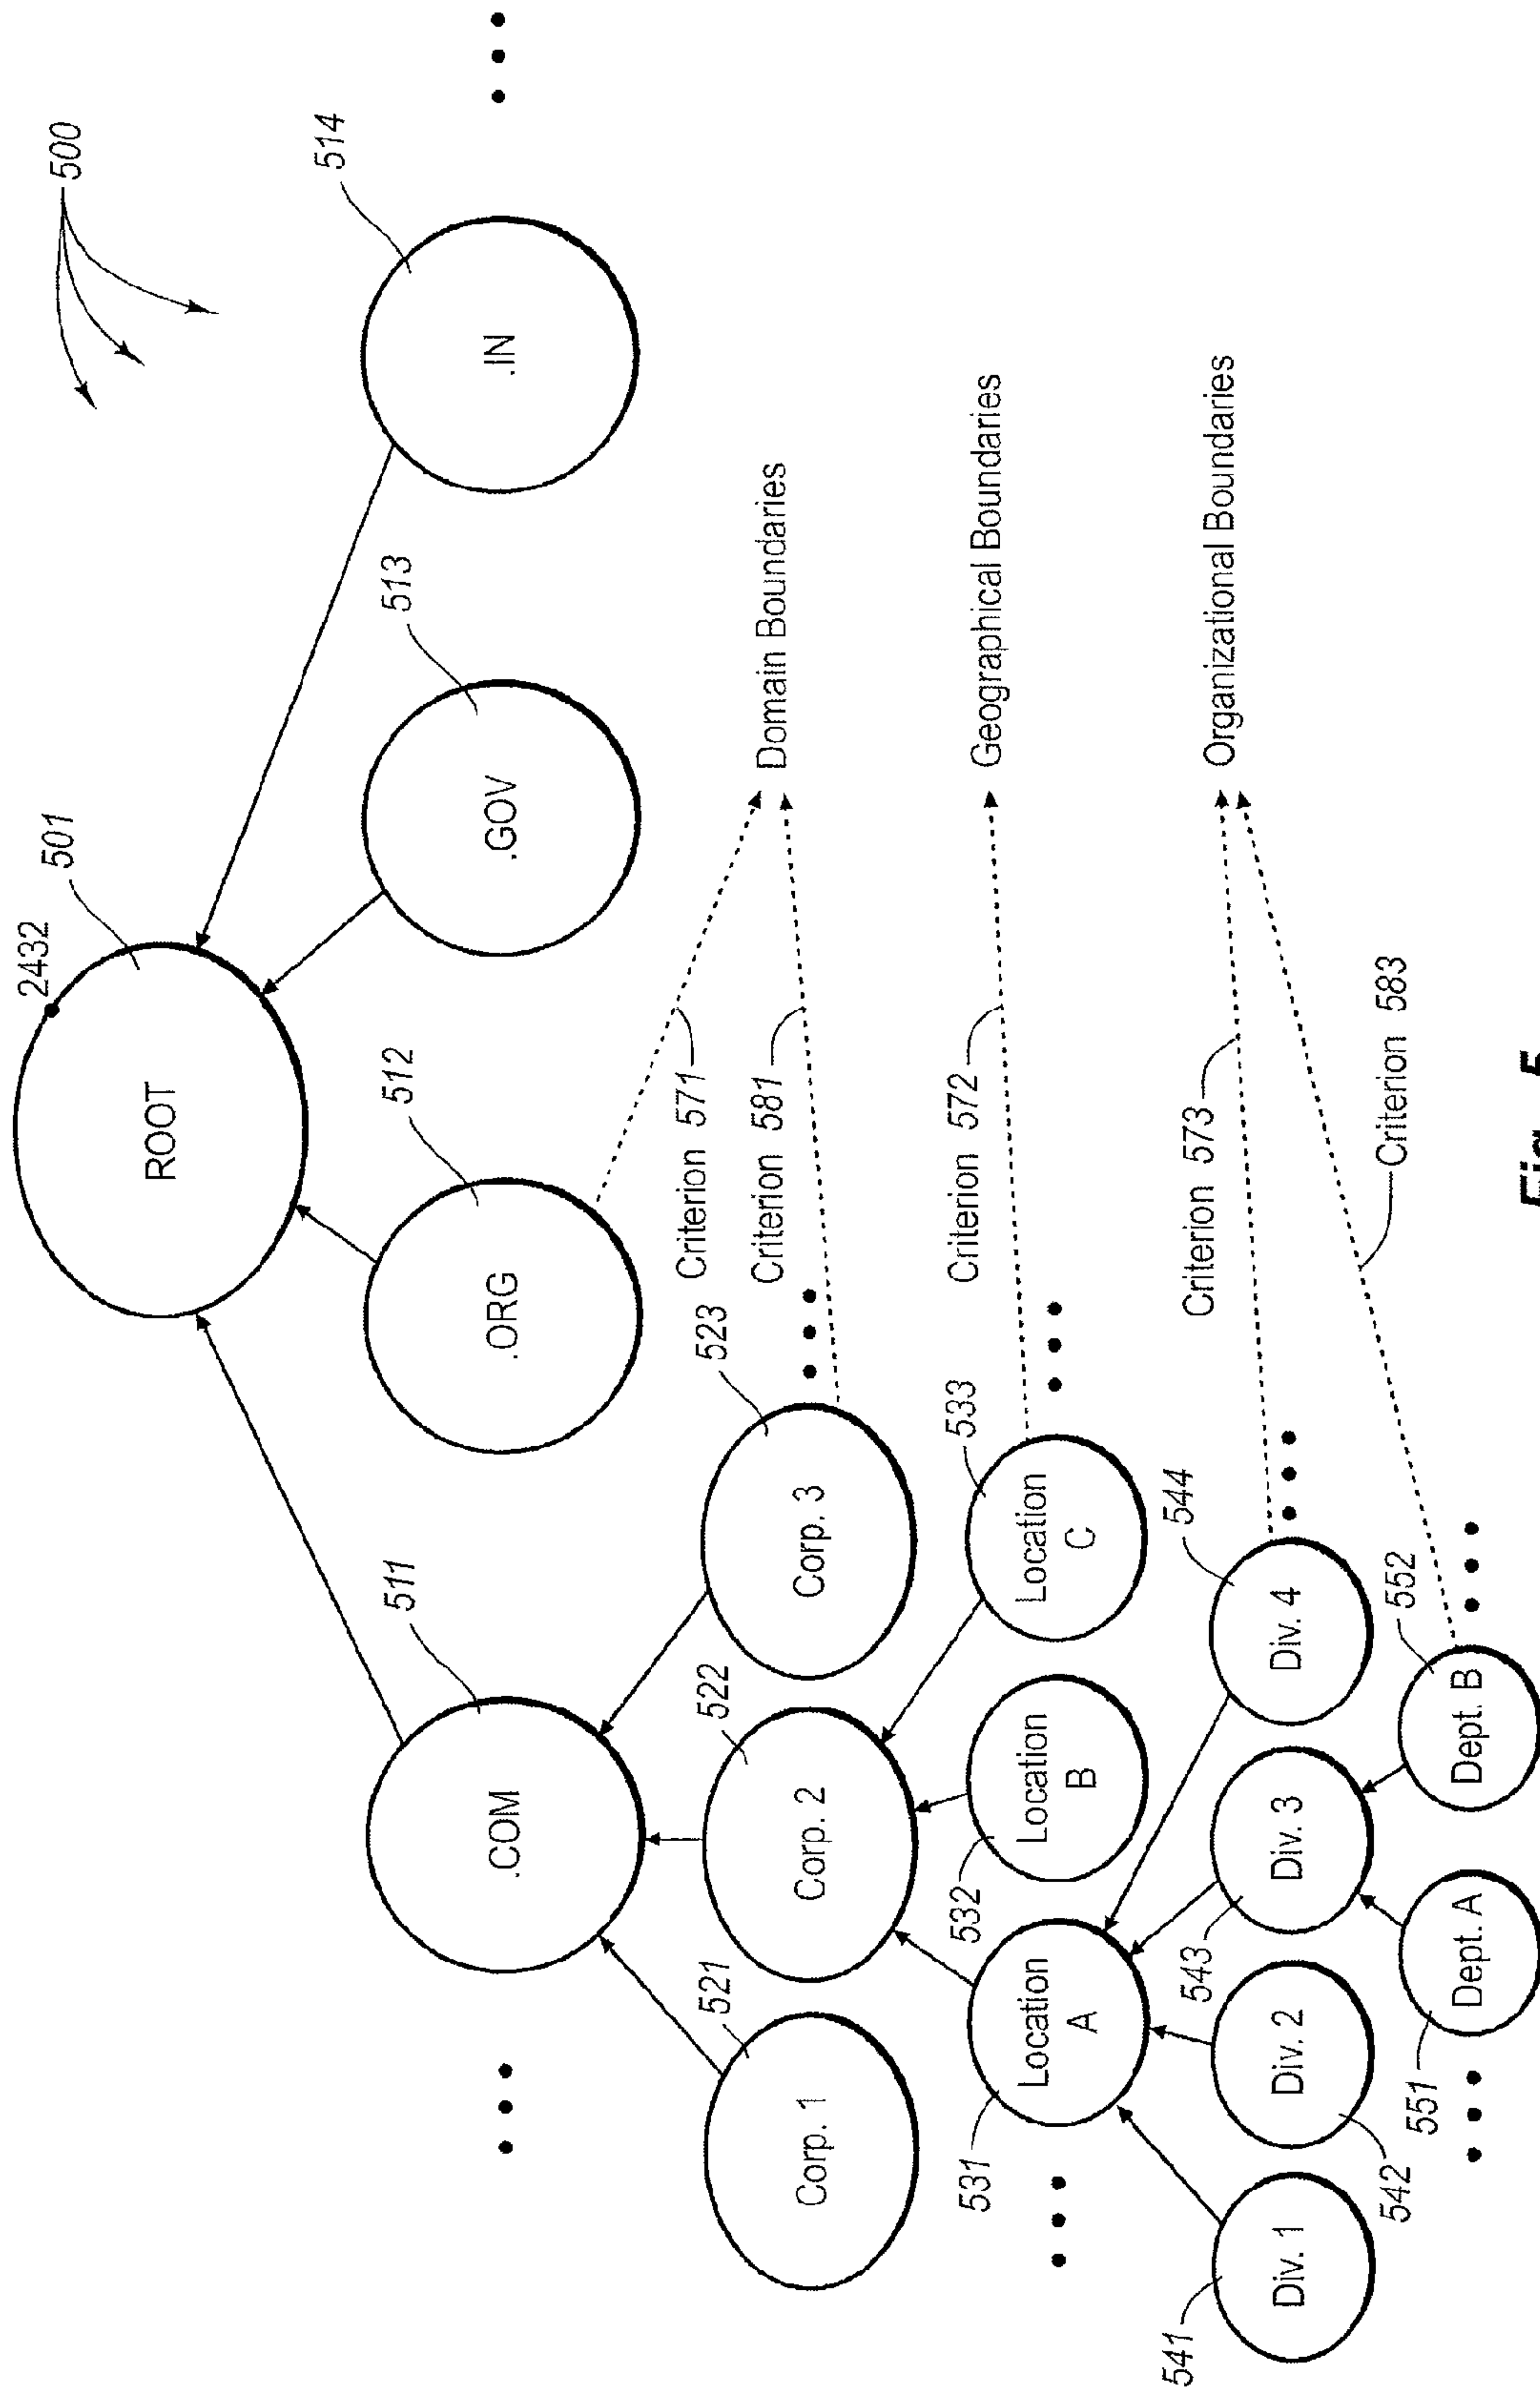 500
2432
501
ROOT
511
.COM
512
.ORG
513
.GOV
514
.IN
Criterion 571
Domain Boundaries
521
Corp. 1
522
Corp. 2
523
Corp. 3
Criterion 581
531
Location
A
532
Location
B
533
Location
C
Criterion 572
Geographical Boundaries
541
Div. 1
542
Div. 2
543
Div. 3
544
Div. 4
Criterion 573
Organizational Boundaries
551
Dept. A
552
Dept. B
Criterion 583